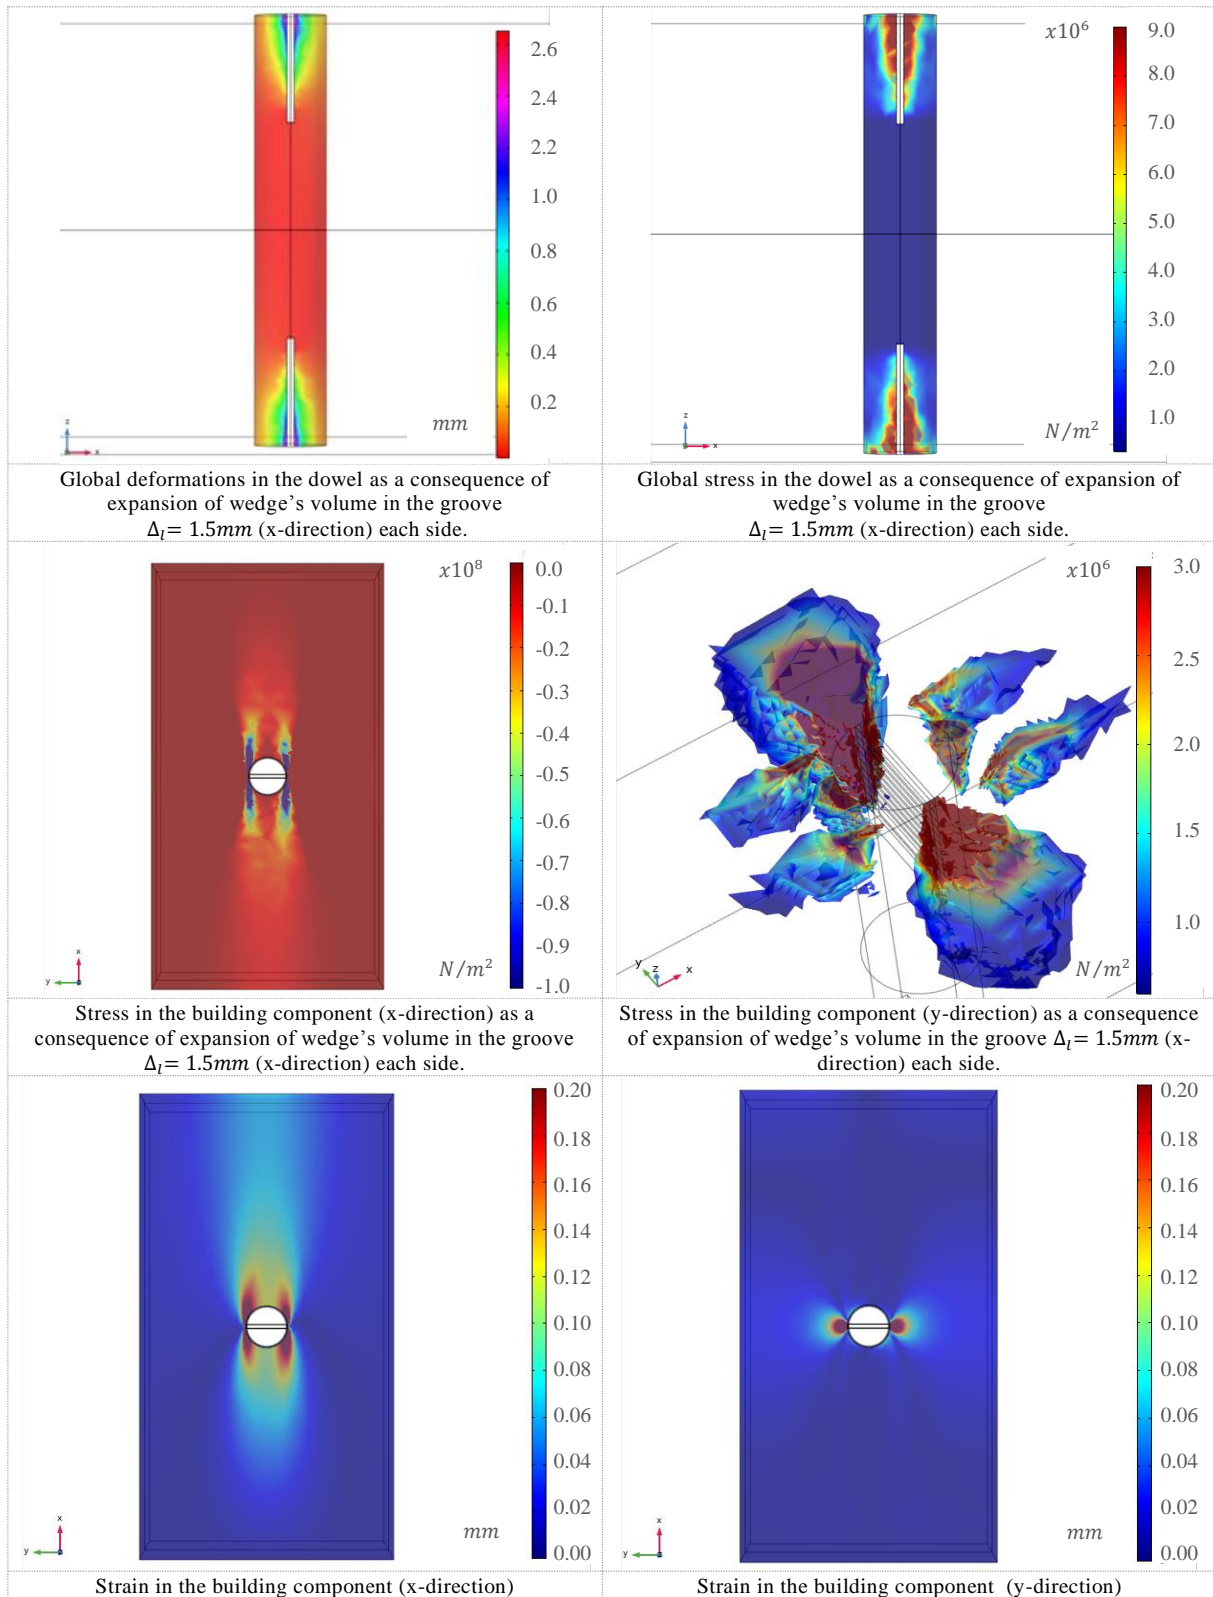 2.6
2.4
2.2
1.0
0.8
0.6
0.4
0.2
mm
z
x
Global deformations in the dowel as a consequence of
expansion of wedge's volume in the groove
Δ_l = 1.5mm (x-direction) each side.
x10⁶
9.0
8.0
7.0
6.0
5.0
4.0
3.0
2.0
1.0
N/m²
z
x
Global stress in the dowel as a consequence of expansion of
wedge's volume in the groove
Δ_l = 1.5mm (x-direction) each side.
x10⁸
0.0
-0.1
-0.2
-0.3
-0.4
-0.5
-0.6
-0.7
-0.8
-0.9
-1.0
N/m²
x
y
Stress in the building component (x-direction) as a
consequence of expansion of wedge's volume in the groove
Δ_l = 1.5mm (x-direction) each side.
x10⁶
3.0
2.5
2.0
1.5
1.0
N/m²
y
z
x
Stress in the building component (y-direction) as a consequence
of expansion of wedge's volume in the groove Δ_l = 1.5mm (x-
direction) each side.
0.20
0.18
0.16
0.14
0.12
0.10
0.08
0.06
0.04
0.02
0.00
mm
x
y
Strain in the building component (x-direction)
0.20
0.18
0.16
0.14
0.12
0.10
0.08
0.06
0.04
0.02
0.00
mm
x
y
Strain in the building component (y-direction)